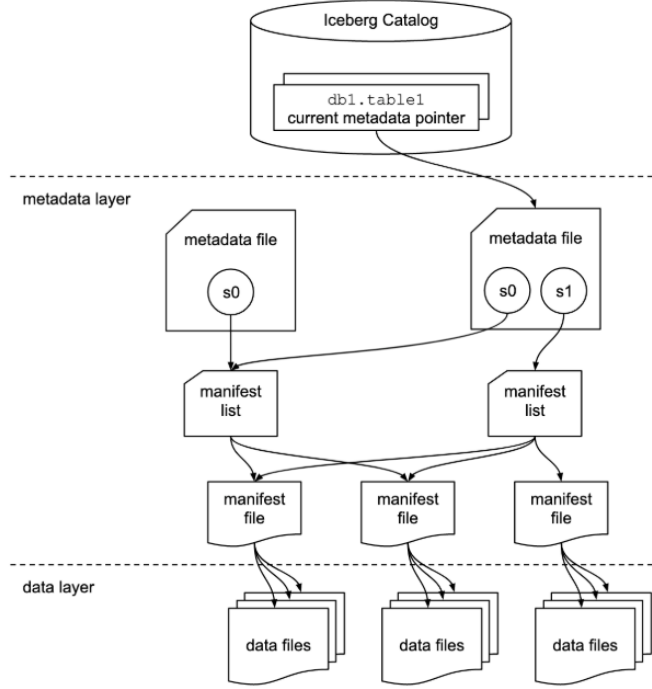 Iceberg Catalog
db1.table1
current metadata pointer
metadata layer
metadata file
metadata file
s0
s0
s1
manifest
list
manifest
list
manifest
file
manifest
file
manifest
file
data layer
data files
data files
data files